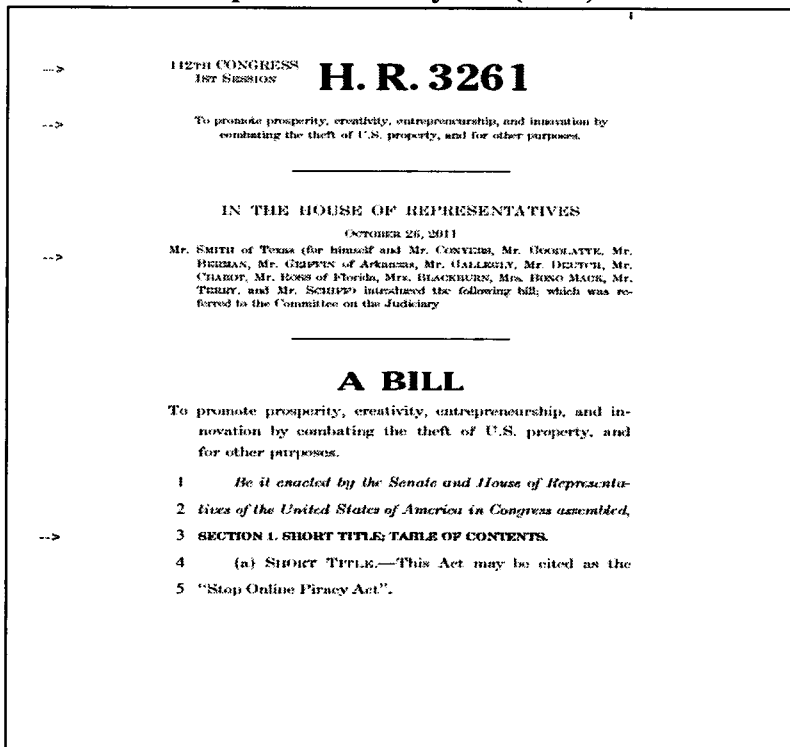 -->
112TH CONGRESS
1ST SESSION
H. R. 3261
-->
To promote prosperity, creativity, entrepreneurship, and innovation by
combating the theft of U.S. property, and for other purposes.
IN THE HOUSE OF REPRESENTATIVES
OCTOBER 26, 2011
-->
Mr. SMITH of Texas (for himself and Mr. CONYERS, Mr. GOODLATTE, Mr.
BERMAN, Mr. GRIFFIN of Arkansas, Mr. GALLEGLY, Mr. DEUTCH, Mr.
CHABOT, Mr. ROSS of Florida, Mrs. BLACKBURN, Mrs. BONO MACK, Mr.
TERRY, and Mr. SCHIFF) introduced the following bill; which was re-
ferred to the Committee on the Judiciary
A BILL
To promote prosperity, creativity, entrepreneurship, and in-
novation by combating the theft of U.S. property, and
for other purposes.
1 Be it enacted by the Senate and House of Representa-
2 tives of the United States of America in Congress assembled,
--> 3 SECTION 1. SHORT TITLE; TABLE OF CONTENTS.
4 (a) SHORT TITLE.—This Act may be cited as the
5 "Stop Online Piracy Act".